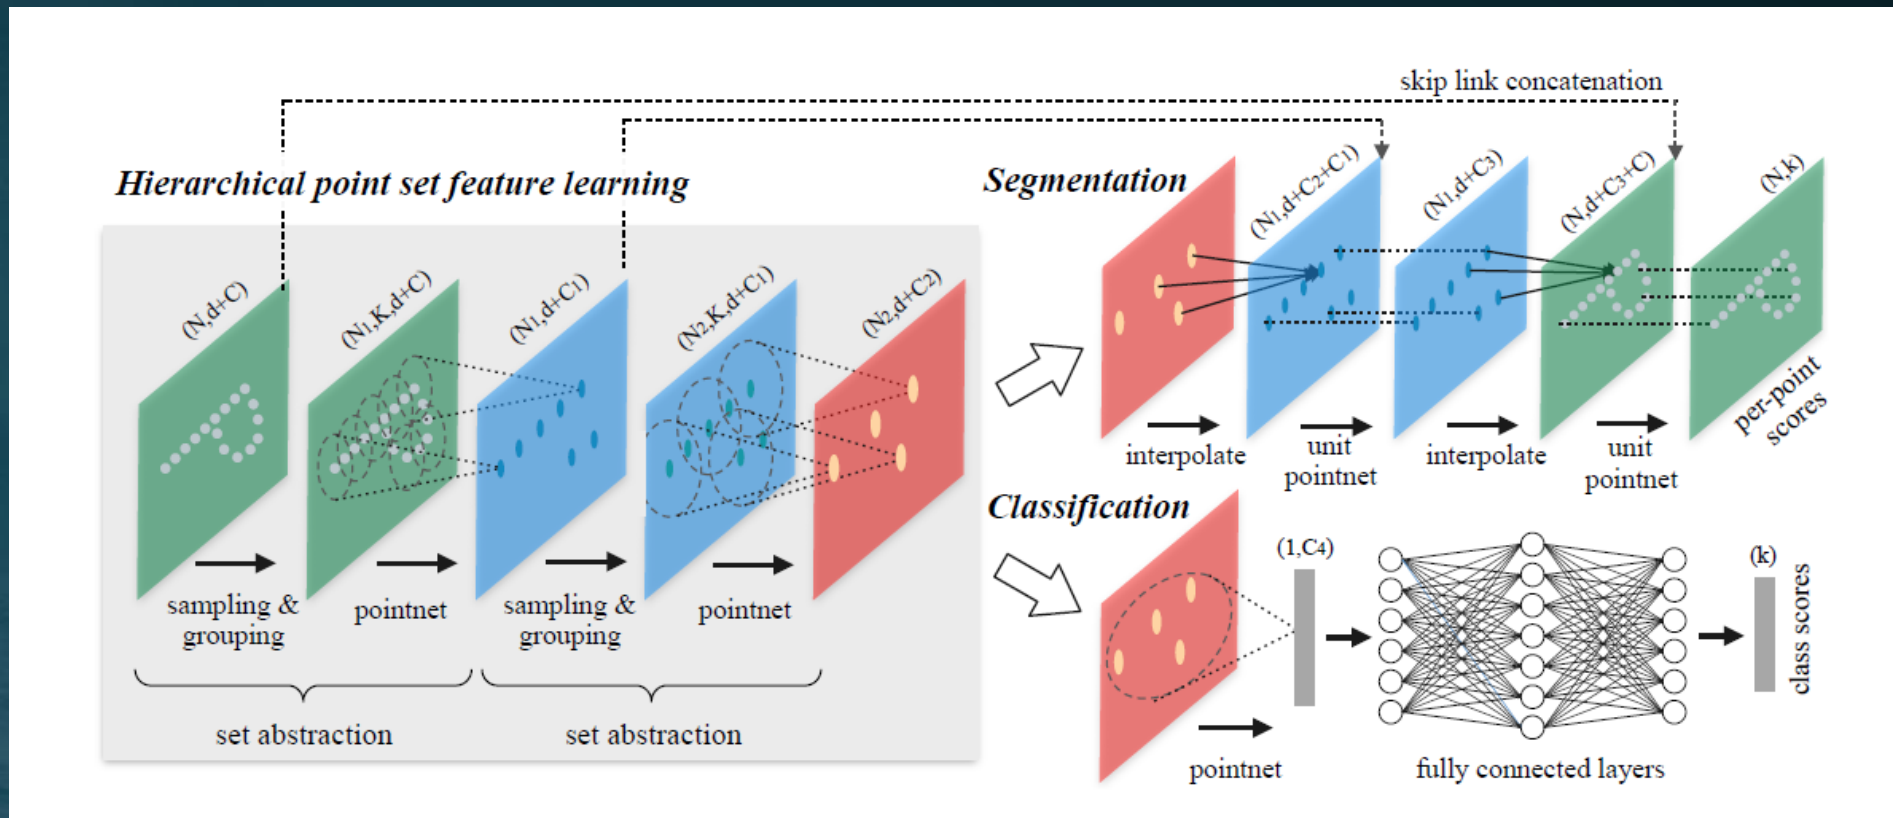 skip link concatenation
Hierarchical point set feature learning
(N,d+C)
(N1,K,d+C)
(N1,d+C1)
(N2,K,d+C1)
(N2,d+C2)
sampling &
grouping
pointnet
sampling &
grouping
pointnet
set abstraction
set abstraction
Segmentation
(N1,d+C2+C1)
(N1,d+C3)
(N,d+C3+C)
(N,k)
interpolate
unit
pointnet
interpolate
unit
pointnet
per-point
scores
Classification
(1,C4)
(k)
class scores
pointnet
fully connected layers